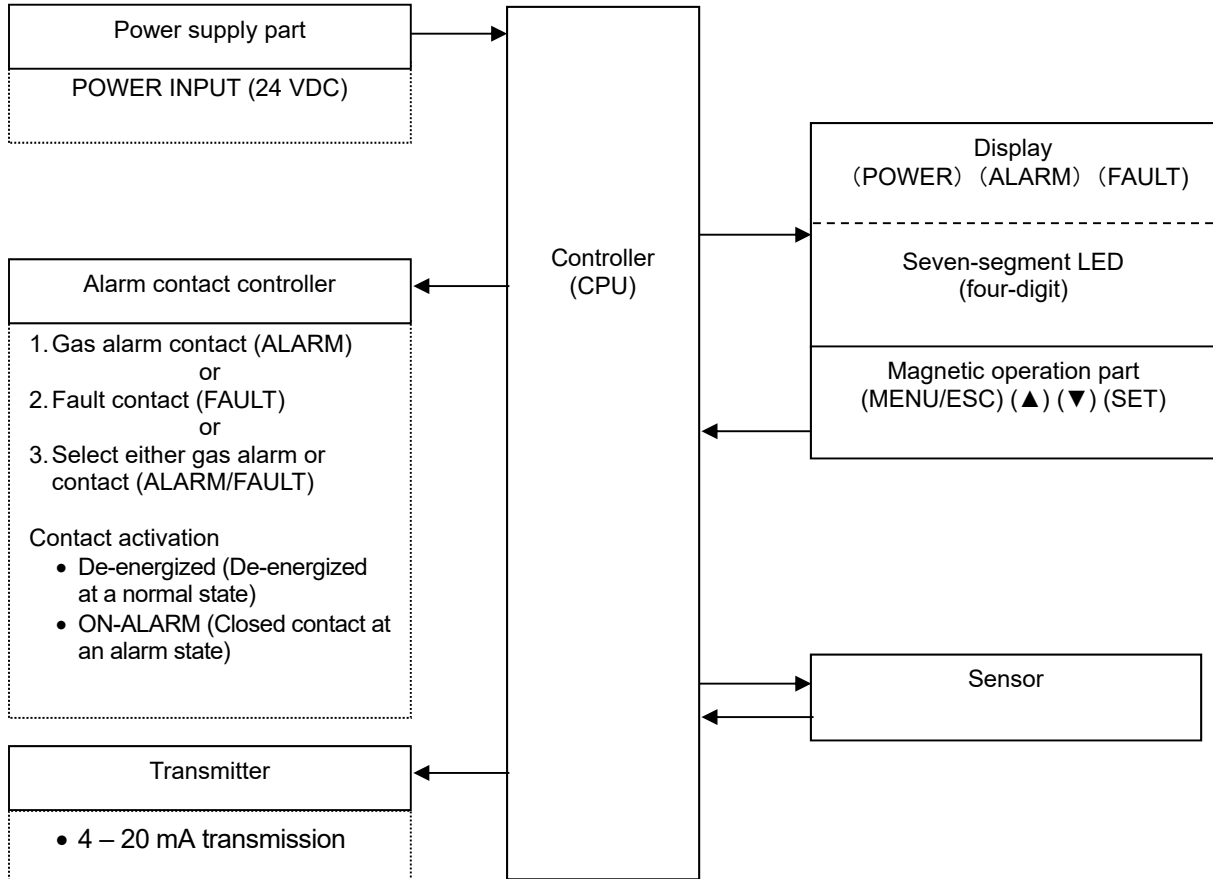 Power supply part
POWER INPUT (24 VDC)
Alarm contact controller
1. Gas alarm contact (ALARM)
or
2. Fault contact (FAULT)
or
3. Select either gas alarm or
contact (ALARM/FAULT)
Contact activation
• De-energized (De-energized
at a normal state)
• ON-ALARM (Closed contact at
an alarm state)
Transmitter
• 4 – 20 mA transmission
Controller
(CPU)
Display
（POWER）（ALARM）（FAULT）
Seven-segment LED
(four-digit)
Magnetic operation part
(MENU/ESC) (▲) (▼) (SET)
Sensor